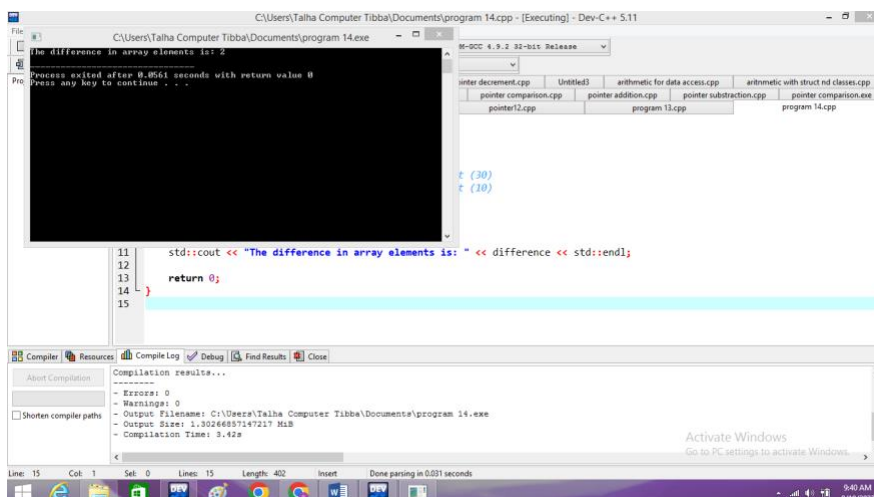 C:\Users\Talha Computer Tibba\Documents\program 14.cpp - [Executing] - Dev-C++ 5.11
File
C:\Users\Talha Computer Tibba\Documents\program 14.exe
M-GCC 4.9.2 32-bit Release
The difference in array elements is: 2
--------------------------------
Process exited after 0.0561 seconds with return value 0
Press any key to continue . . .
Pro
inter decrement.cpp Untitled3 arithmetic for data access.cpp aritnmetic with struct nd classes.cpp
pointer comparison.cpp pointer addition.cpp pointer substraction.cpp pointer comparison.exe
pointer12.cpp program 13.cpp program 14.cpp
t (30)
t (10)
11 std::cout << "The difference in array elements is: " << difference << std::endl;
12
13 return 0;
14 }
15
Compiler Resources Compile Log Debug Find Results Close
Abort Compilation
Shorten compiler paths
Compilation results...
--------
- Errors: 0
- Warnings: 0
- Output Filename: C:\Users\Talha Computer Tibba\Documents\program 14.exe
- Output Size: 1.30266857147217 MiB
- Compilation Time: 3.42s
Activate Windows
Go to PC settings to activate Windows.
Line: 15 Col: 1 Sel: 0 Lines: 15 Length: 402 Insert Done parsing in 0.031 seconds
DEV DEV
9:40 AM